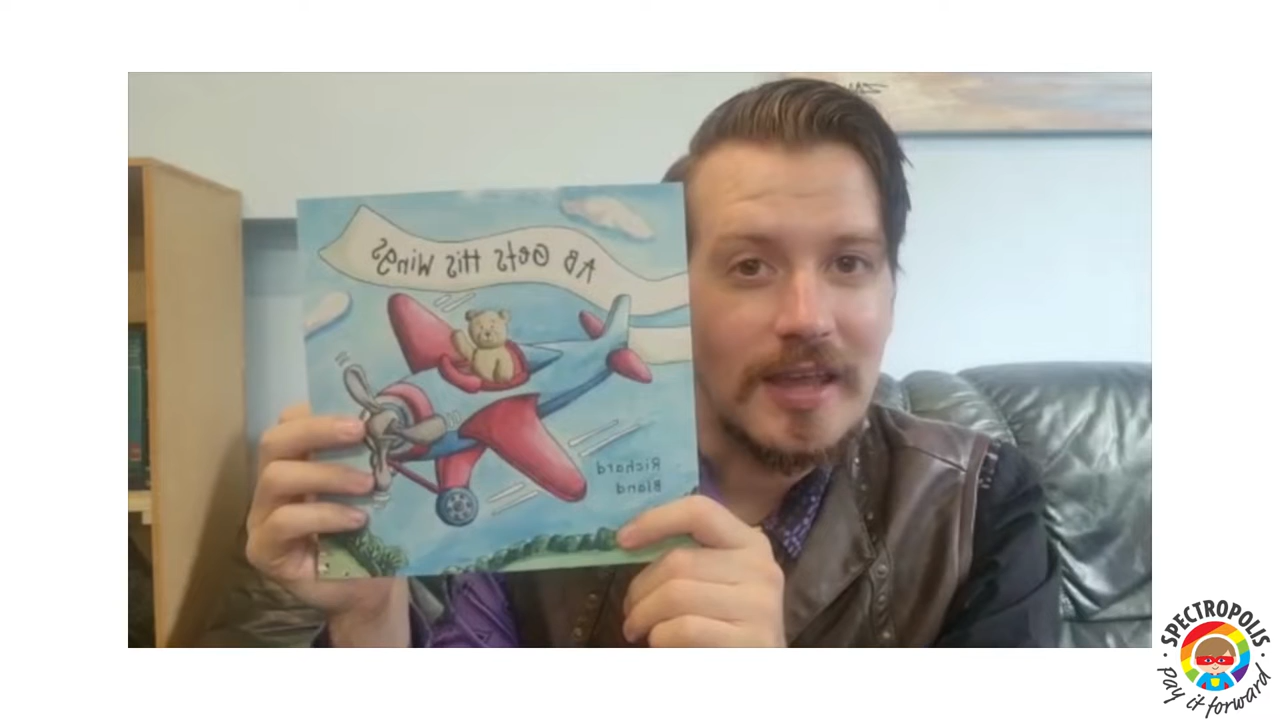 AB Gets His Wings
Richard
Bland
SPECTROPOLIS
pay it forward